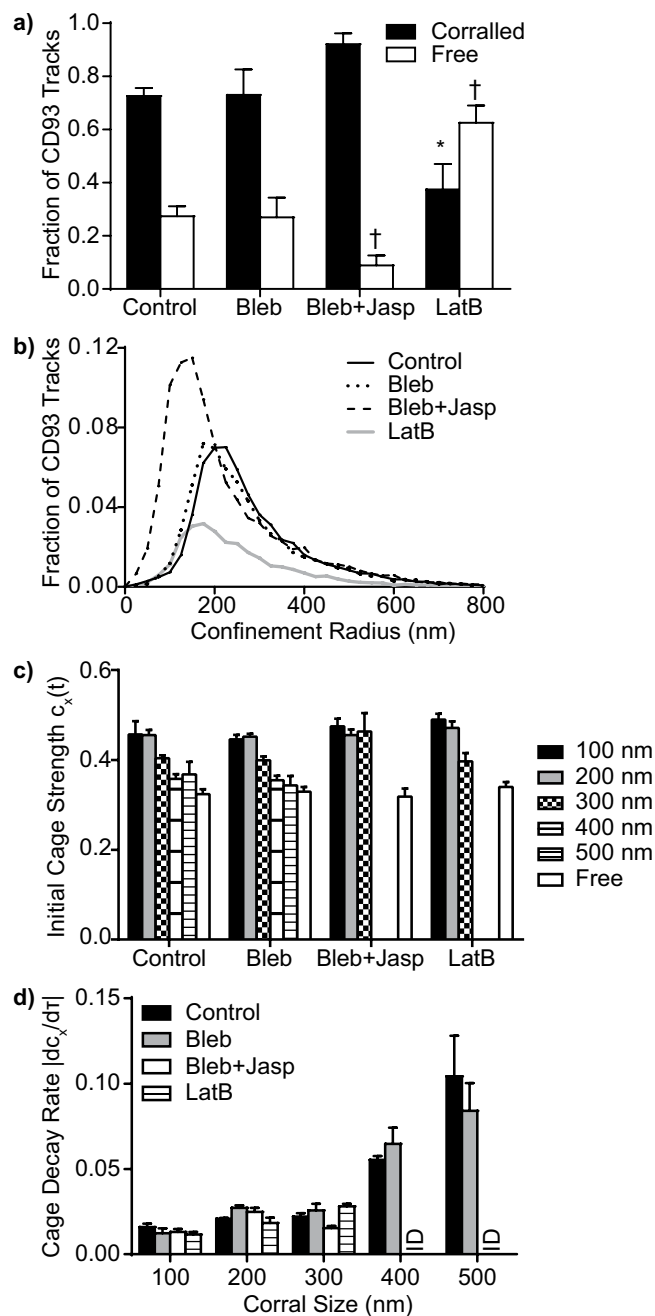 a)
Fraction of CD93 Tracks
1.0
0.8
0.6
0.4
0.2
0.0
Corralled
Free
†
*
†
Control Bleb Bleb+Jasp LatB
b)
Fraction of CD93 Tracks
0.12
0.08
0.04
0.00
Control
Bleb
Bleb+Jasp
LatB
0 200 400 600 800
Confinement Radius (nm)
c)
Initial Cage Strength cₓ(t)
0.6
0.4
0.2
0.0
100 nm
200 nm
300 nm
400 nm
500 nm
Free
Control Bleb Bleb+Jasp LatB
d)
Cage Decay Rate |dcₓ/dτ|
0.15
0.10
0.05
0.00
Control
Bleb
Bleb+Jasp
LatB
ID
ID
100 200 300 400 500
Corral Size (nm)